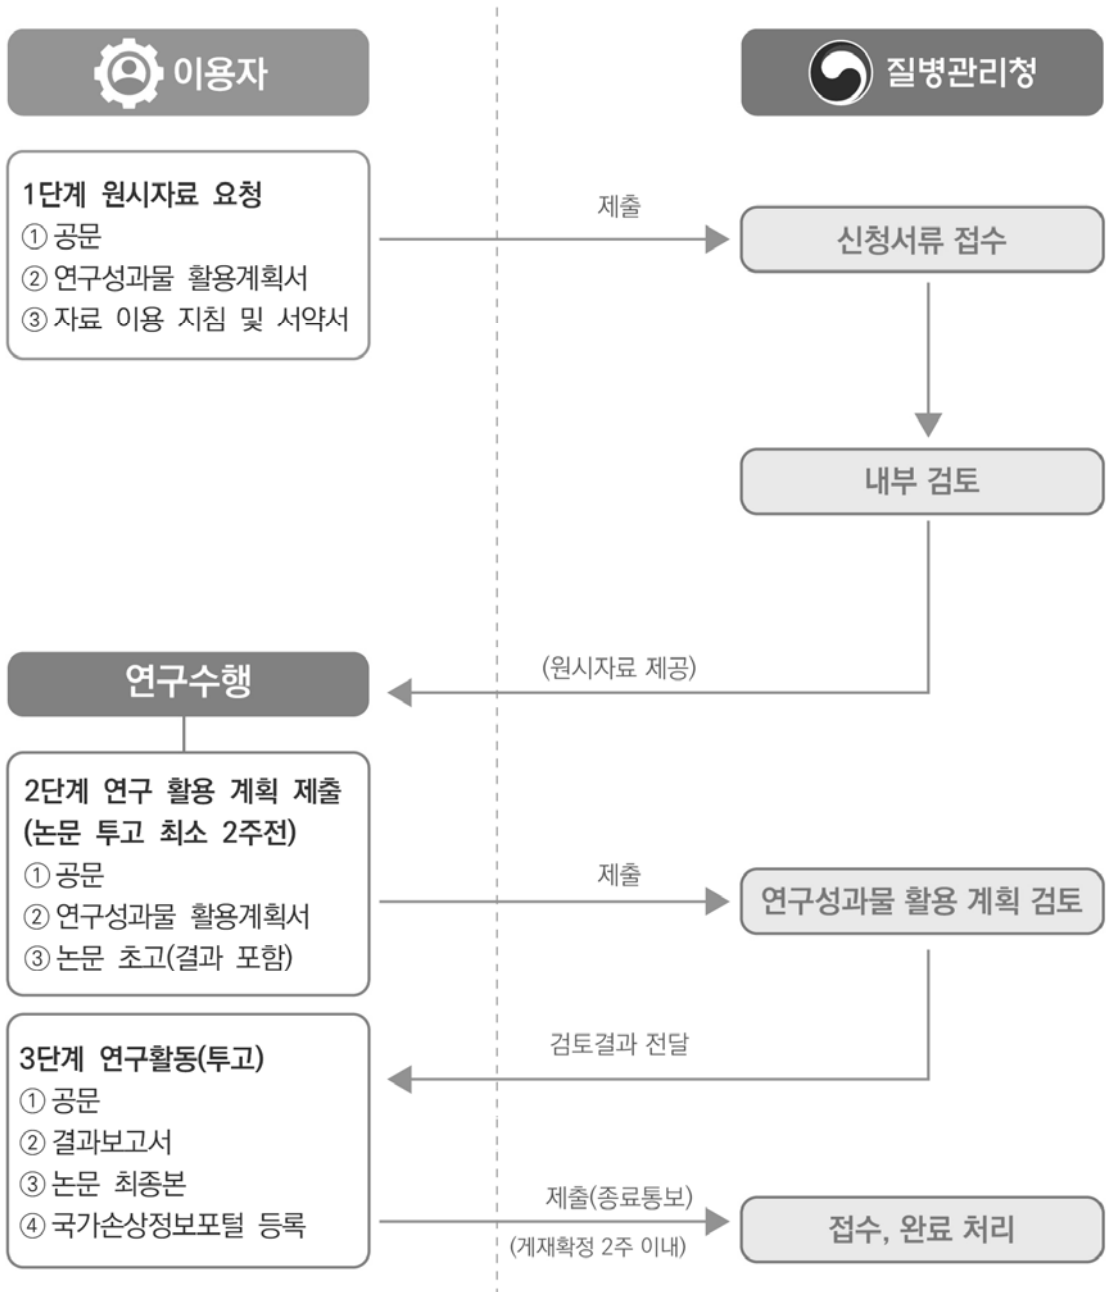 이용자
질병관리청
1단계 원시자료 요청
① 공문
② 연구성과물 활용계획서
③ 자료 이용 지침 및 서약서
제출
신청서류 접수
내부 검토
(원시자료 제공)
연구수행
2단계 연구 활용 계획 제출
(논문 투고 최소 2주전)
① 공문
② 연구성과물 활용계획서
③ 논문 초고(결과 포함)
제출
연구성과물 활용 계획 검토
검토결과 전달
3단계 연구활동(투고)
① 공문
② 결과보고서
③ 논문 최종본
④ 국가손상정보포털 등록
제출(종료통보)
(게재확정 2주 이내)
접수, 완료 처리